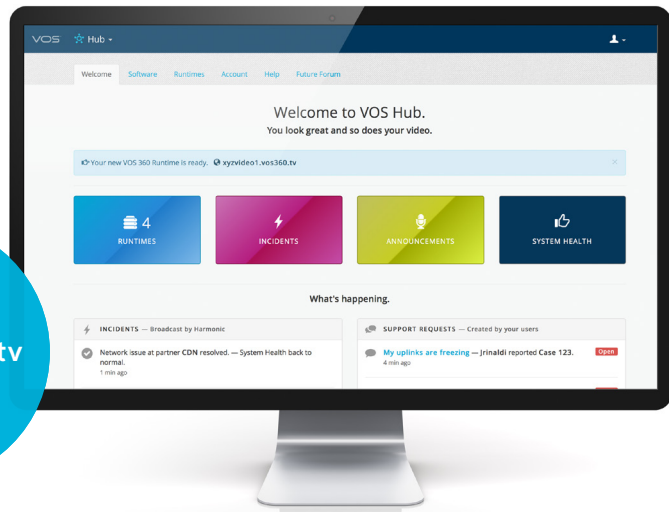 VOS Hub
Welcome Software Runtimes Account Help Future Forum
Welcome to VOS Hub.
You look great and so does your video.
Your new VOS 360 Runtime is ready. xyzvideo1.vos360.tv ×
4
RUNTIMES
INCIDENTS
ANNOUNCEMENTS
SYSTEM HEALTH
What's happening.
INCIDENTS — Broadcast by Harmonic
Network issue at partner CDN resolved. — System Health back to
normal.
1 min ago
SUPPORT REQUESTS — Created by your users
My uplinks are freezing — Jrinaldi reported Case 123. Open
4 min ago
tv